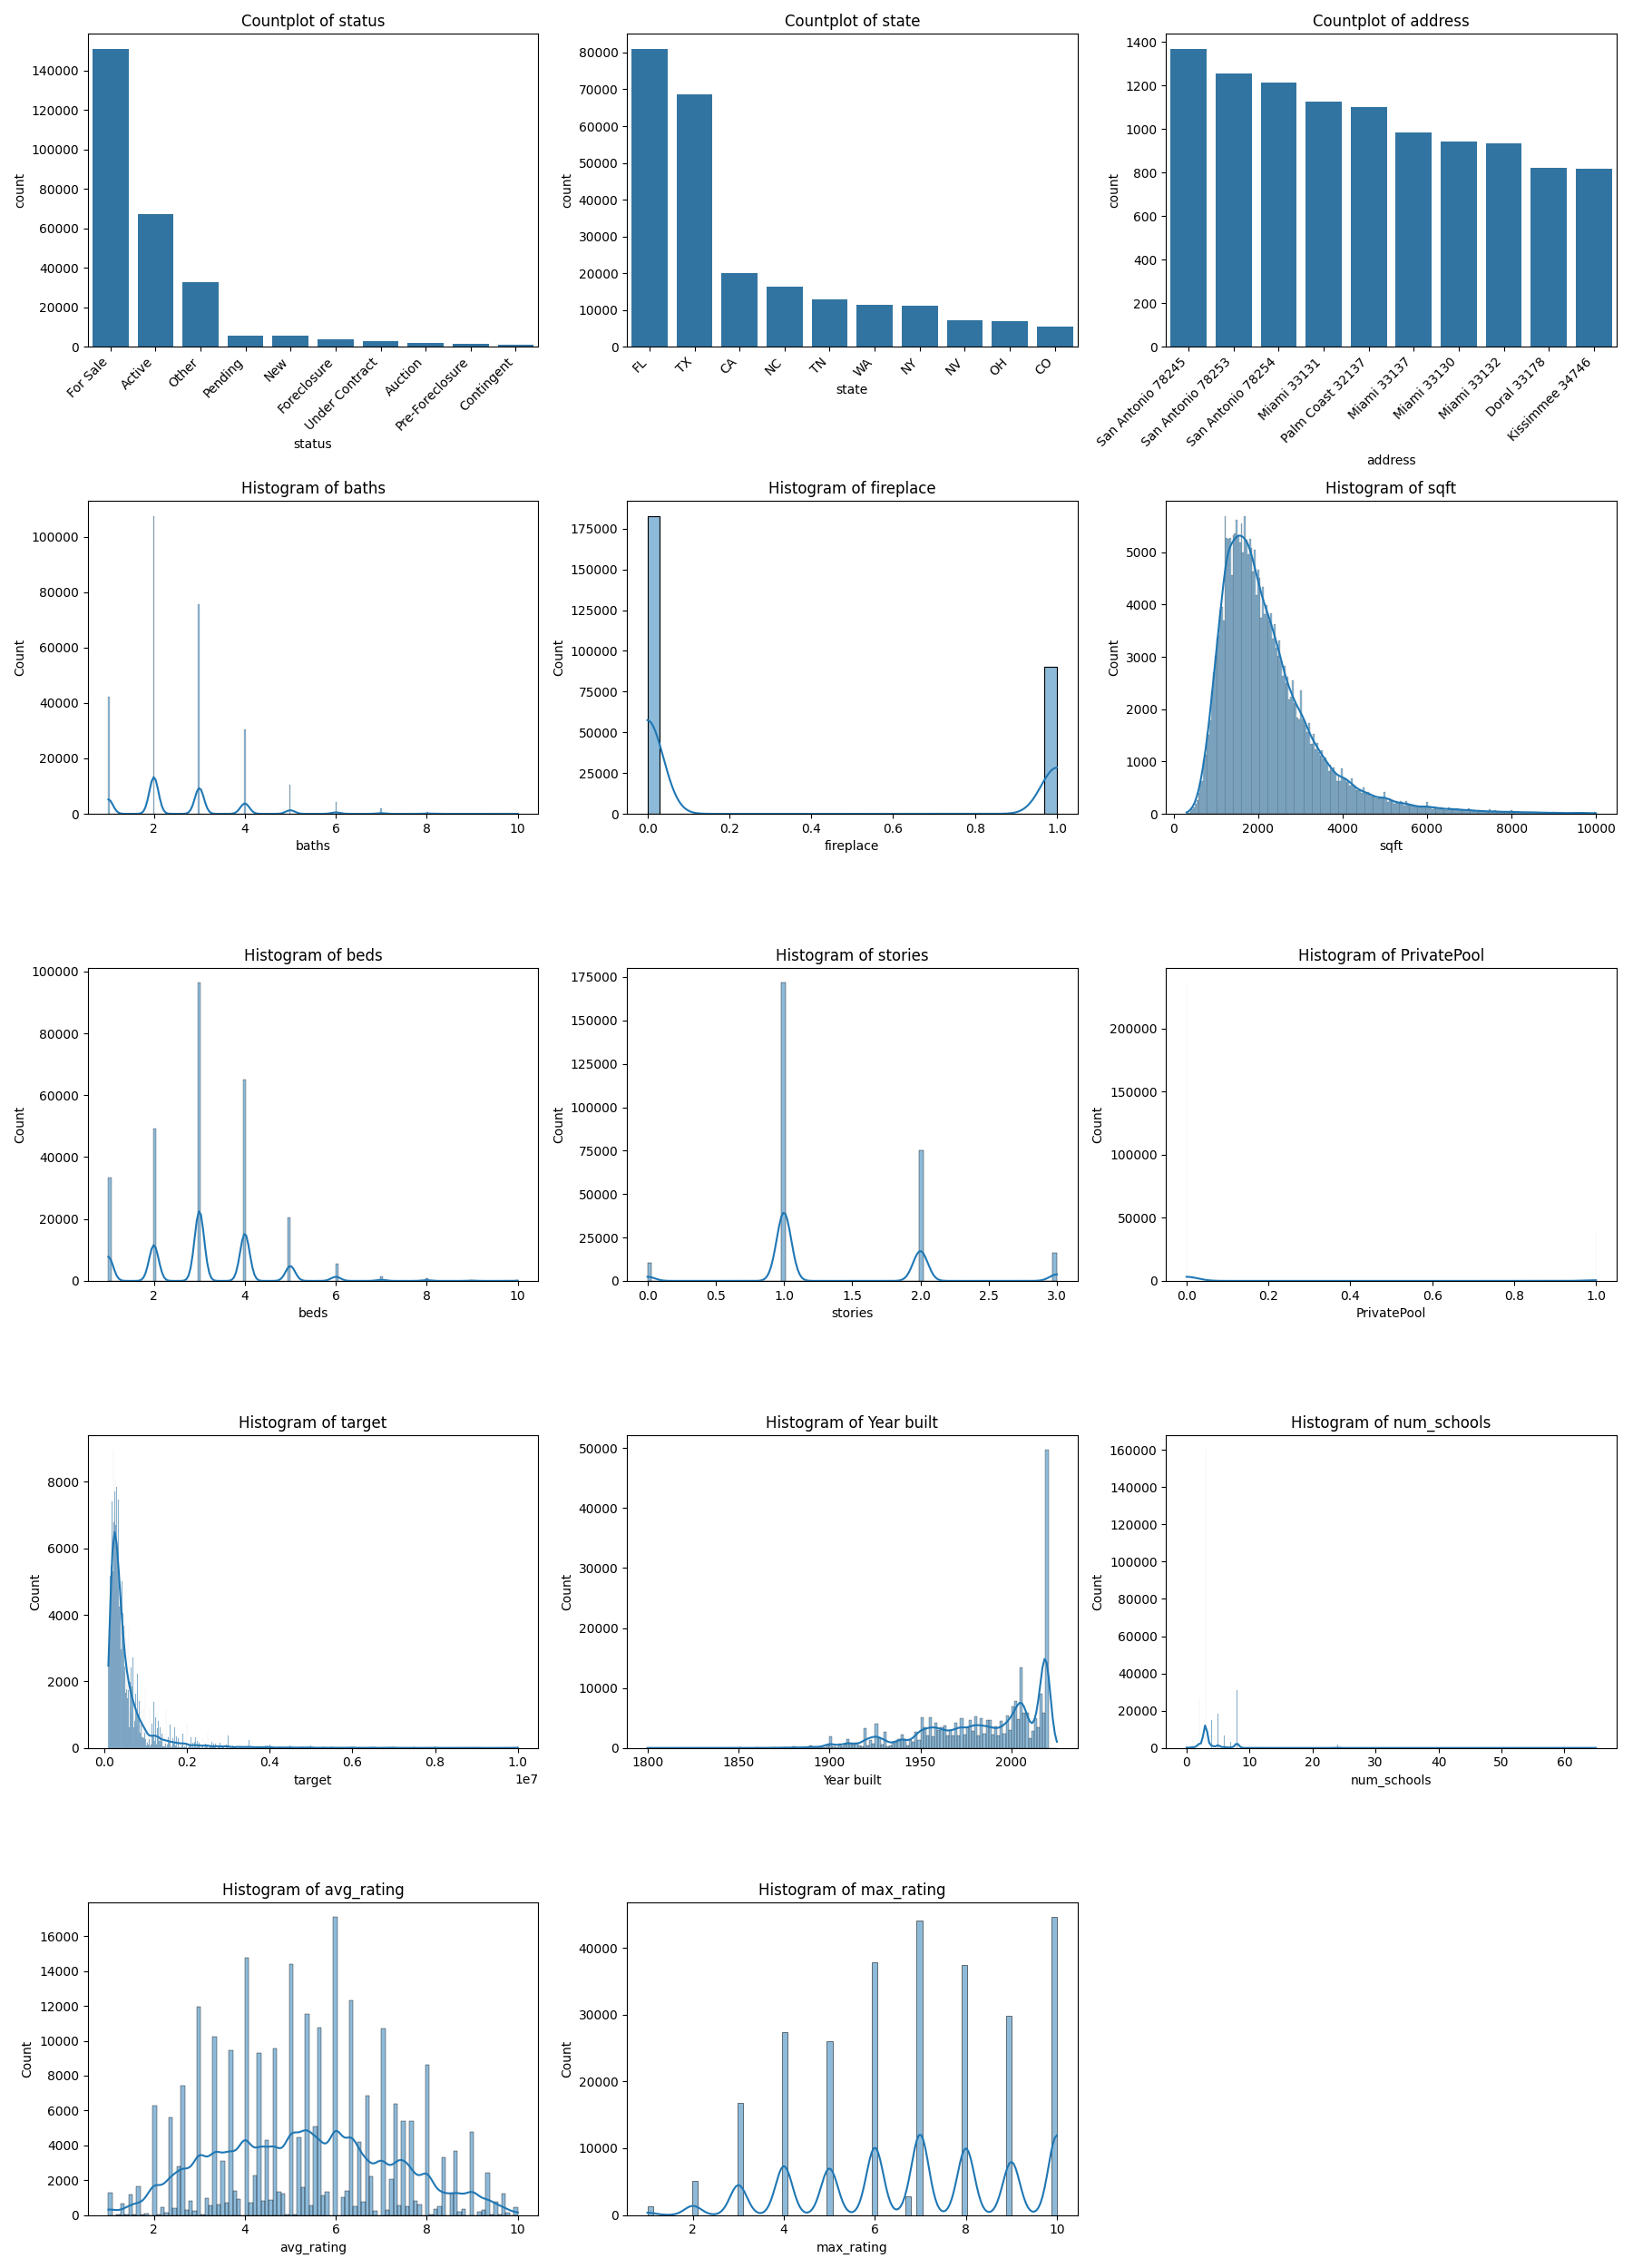 Countplot of status
count
140000
120000
100000
80000
60000
40000
20000
0
For Sale
Active
Other
Pending
New
Foreclosure
Under Contract
Auction
Pre-Foreclosure
Contingent
status
Countplot of state
count
80000
70000
60000
50000
40000
30000
20000
10000
0
FL
TX
CA
NC
TN
WA
NY
NV
OH
CO
state
Countplot of address
count
1400
1200
1000
800
600
400
200
0
San Antonio 78245
San Antonio 78253
San Antonio 78254
Miami 33131
Palm Coast 32137
Miami 33137
Miami 33130
Miami 33132
Doral 33178
Kissimmee 34746
address
Histogram of baths
Count
100000
80000
60000
40000
20000
0
2 4 6 8 10
baths
Histogram of fireplace
Count
175000
150000
125000
100000
75000
50000
25000
0
0.0 0.2 0.4 0.6 0.8 1.0
fireplace
Histogram of sqft
Count
5000
4000
3000
2000
1000
0
0 2000 4000 6000 8000 10000
sqft
Histogram of beds
Count
100000
80000
60000
40000
20000
0
2 4 6 8 10
beds
Histogram of stories
Count
175000
150000
125000
100000
75000
50000
25000
0
0.0 0.5 1.0 1.5 2.0 2.5 3.0
stories
Histogram of PrivatePool
Count
200000
150000
100000
50000
0
0.0 0.2 0.4 0.6 0.8 1.0
PrivatePool
Histogram of target
Count
8000
6000
4000
2000
0
0.0 0.2 0.4 0.6 0.8 1.0
1e7
target
Histogram of Year built
Count
50000
40000
30000
20000
10000
0
1800 1850 1900 1950 2000
Year built
Histogram of num_schools
Count
160000
140000
120000
100000
80000
60000
40000
20000
0
0 10 20 30 40 50 60
num_schools
Histogram of avg_rating
Count
16000
14000
12000
10000
8000
6000
4000
2000
0
2 4 6 8 10
avg_rating
Histogram of max_rating
Count
40000
30000
20000
10000
0
2 4 6 8 10
max_rating